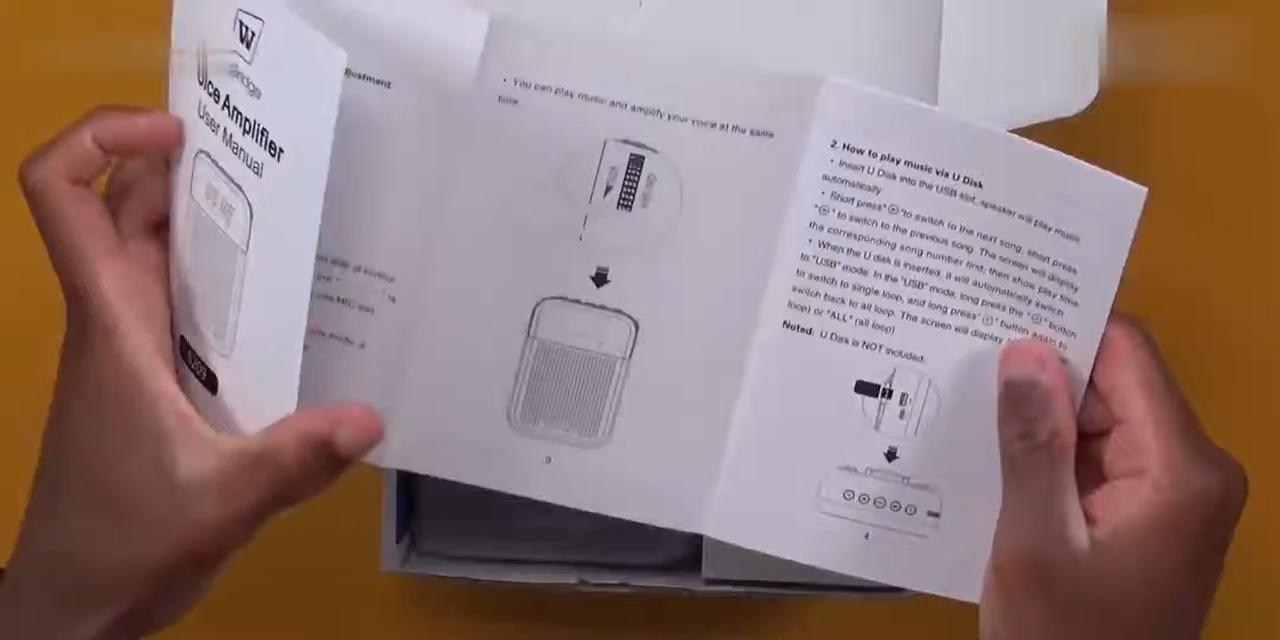 W
Voice Amplifier
User Manual
S209
djustment
use MIC
• You can play music and amplify your voice at the same
time.
3
2. How to play music via U Disk
• Insert U Disk into the USB slot, speaker will play music
automatically
• Short press" "to switch to the next song, short press
" " to switch to the previous song. The screen will display
the corresponding song number first, then show play time
• When the U disk is inserted, it will automatically switch
to "USB" mode. In the "USB" mode, long press the " " button
to switch to single loop, and long press" " button again to
switch back to all loop. The screen will display
loop) or "ALL" (all loop)
Noted: U Disk is NOT included.
4